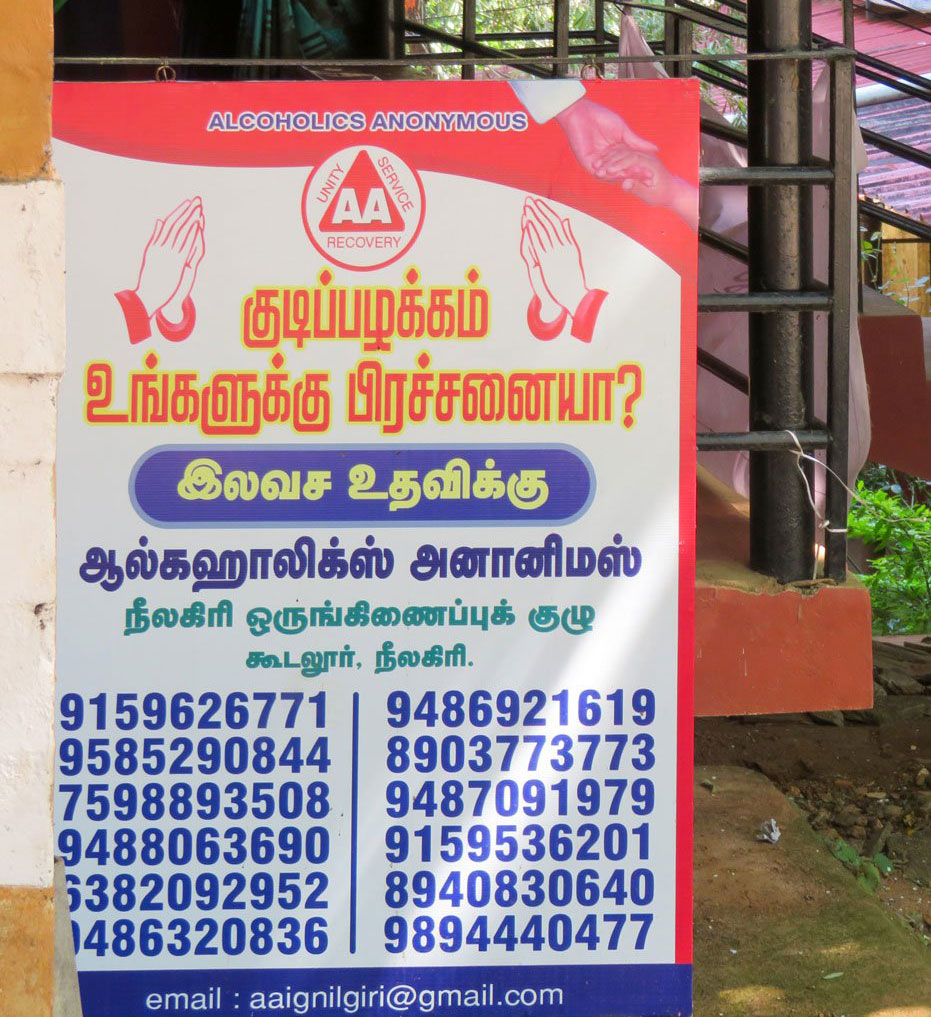 ALCOHOLICS ANONYMOUS
UNITY SERVICE
AA
RECOVERY
குடிப்பழக்கம்
உங்களுக்கு பிரச்சனையா?
இலவச உதவிக்கு
ஆல்கஹாலிக்ஸ் அனானிமஸ்
நீலகிரி ஒருங்கிணைப்புக் குழு
கூடலூர், நீலகிரி.
9159626771 9486921619
9585290844 8903773773
7598893508 9487091979
9488063690 9159536201
6382092952 8940830640
9486320836 9894440477
email : aaignilgiri@gmail.com